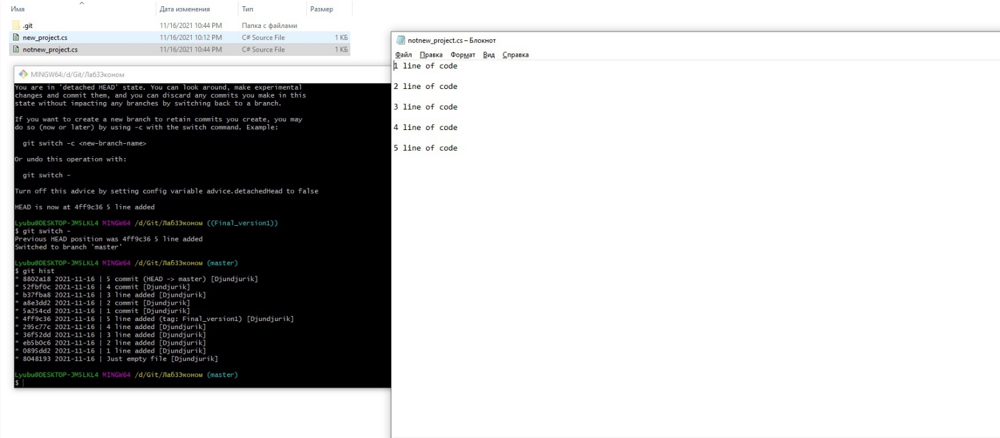 Имя Дата изменения Тип Размер
.git 11/16/2021 10:44 PM Папка с файлами
new_project.cs 11/16/2021 10:12 PM C# Source File 1 КБ
notnew_project.cs 11/16/2021 10:44 PM C# Source File 1 КБ
MINGW64:/d/Git/Лаб3Эконом
You are in 'detached HEAD' state. You can look around, make experimental
changes and commit them, and you can discard any commits you make in this
state without impacting any branches by switching back to a branch.
If you want to create a new branch to retain commits you create, you may
do so (now or later) by using -c with the switch command. Example:
git switch -c <new-branch-name>
Or undo this operation with:
git switch -
Turn off this advice by setting config variable advice.detachedHead to false
HEAD is now at 4ff9c36 5 line added
Lyubu@DESKTOP-JM5LKL4 MINGW64 /d/Git/Лаб3Эконом ((Final_version1))
$ git switch -
Previous HEAD position was 4ff9c36 5 line added
Switched to branch 'master'
Lyubu@DESKTOP-JM5LKL4 MINGW64 /d/Git/Лаб3Эконом (master)
$ git hist
* 8802a18 2021-11-16 | 5 commit (HEAD -> master) [Djundjurik]
* 52fbf0c 2021-11-16 | 4 commit [Djundjurik]
* b37fba8 2021-11-16 | 3 line added [Djundjurik]
* a8e3dd2 2021-11-16 | 2 commit [Djundjurik]
* 5a254cd 2021-11-16 | 1 commit [Djundjurik]
* 4ff9c36 2021-11-16 | 5 line added (tag: Final_version1) [Djundjurik]
* 295c77c 2021-11-16 | 4 line added [Djundjurik]
* 36f52dd 2021-11-16 | 3 line added [Djundjurik]
* eb5b0c6 2021-11-16 | 2 line added [Djundjurik]
* 0895dd2 2021-11-16 | 1 line added [Djundjurik]
* 8048193 2021-11-16 | Just empty file [Djundjurik]
Lyubu@DESKTOP-JM5LKL4 MINGW64 /d/Git/Лаб3Эконом (master)
$
notnew_project.cs – Блокнот
Файл Правка Формат Вид Справка
1 line of code
2 line of code
3 line of code
4 line of code
5 line of code